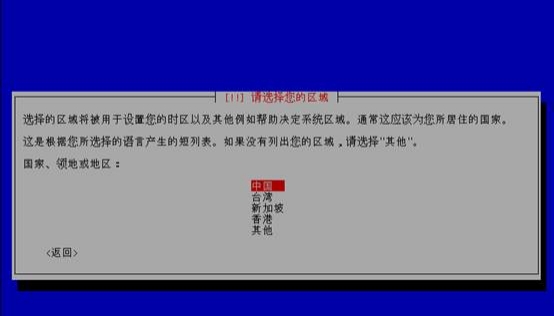 [!!] 请选择您的区域
选择的区域将被用于设置您的时区以及其他例如帮助决定系统区域。通常这应该为您所居住的国家。
这是根据您所选择的语言产生的短列表。如果没有列出您的区域，请选择"其他"。
国家、领地或地区：
中国
台湾
新加坡
香港
其他
<返回>